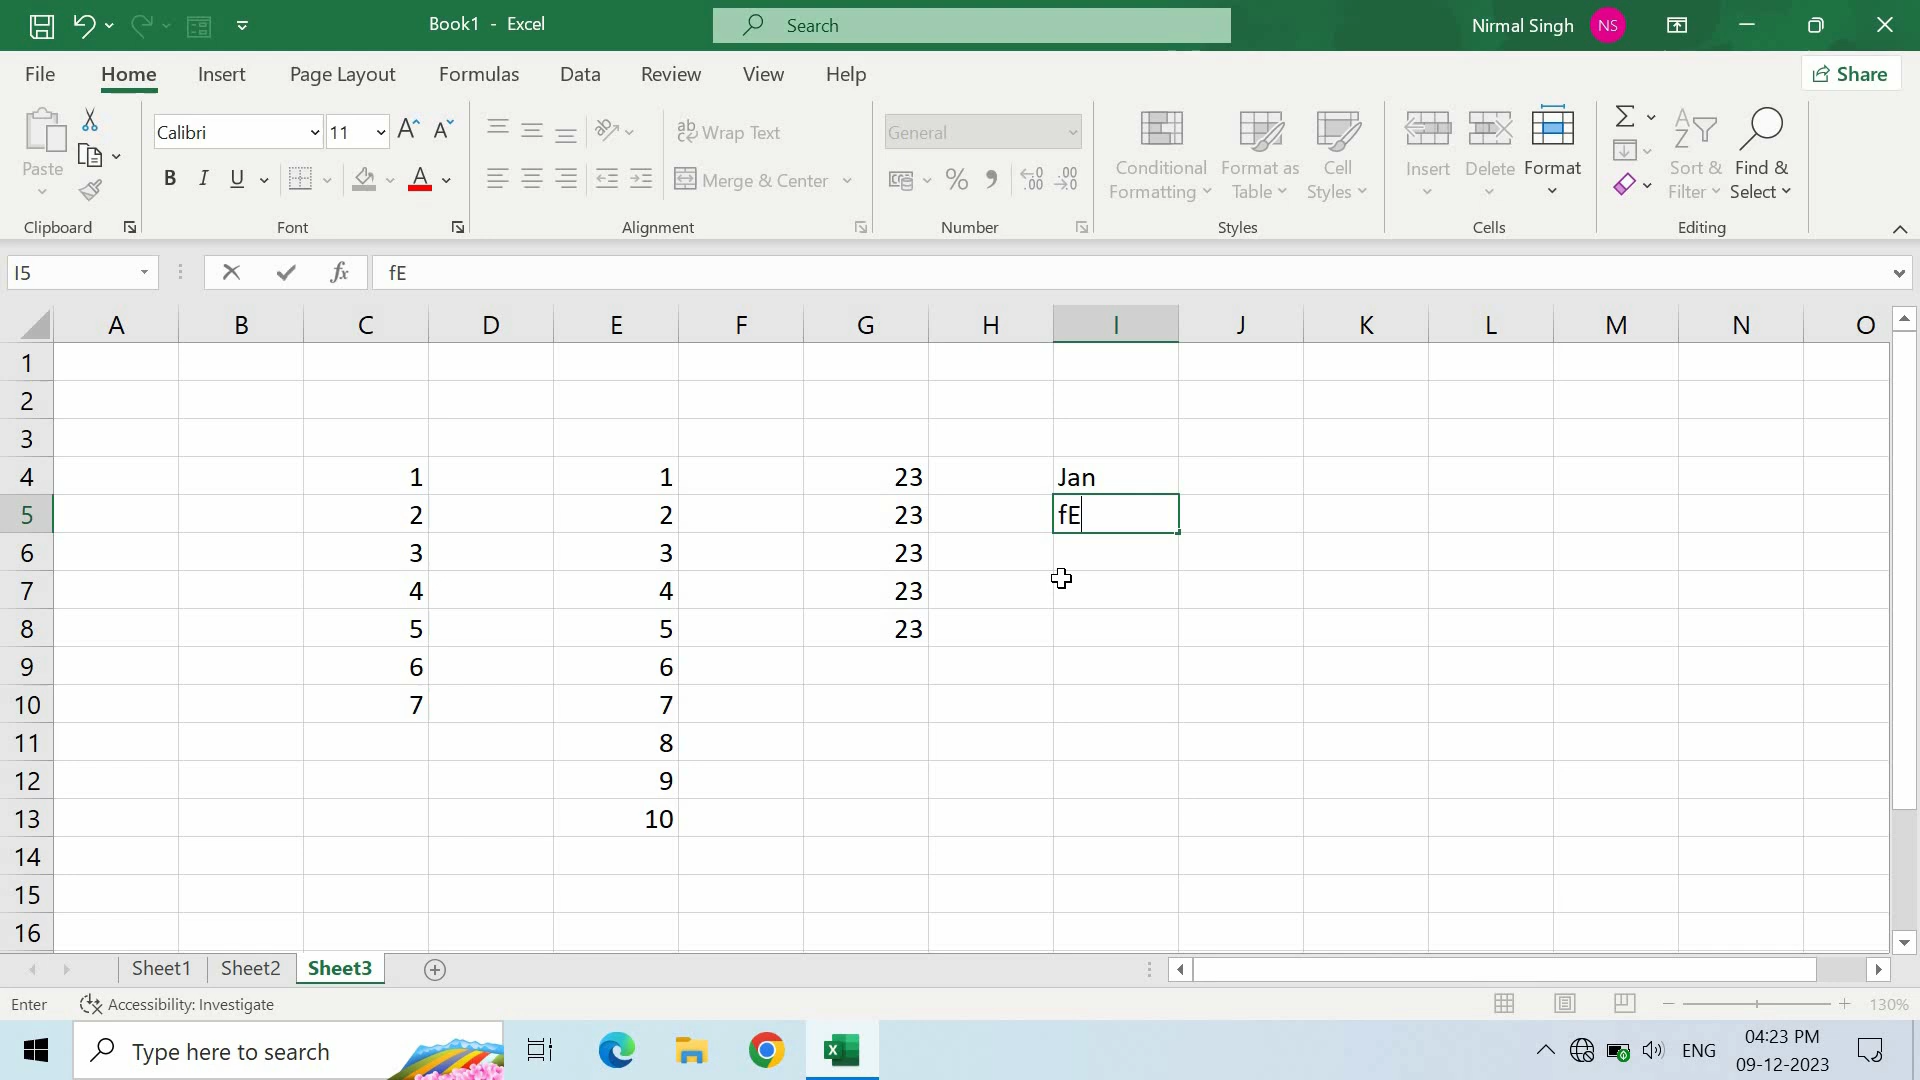 Book1 - Excel
Search
Nirmal Singh
NS
File
Home
Insert
Page Layout
Formulas
Data
Review
View
Help
Share
Paste
Clipboard
Calibri
11
B I U
A
Font
ab
Wrap Text
Merge & Center
Alignment
General
% 9
Number
Conditional
Formatting
Format as
Table
Cell
Styles
Styles
Insert
Delete
Format
Cells
Sort &
Filter
Find &
Select
Editing
I5
fx
fE
A B C D E F G H I J K L M N O
1
2
3
4 1 1 23 Jan
5 2 2 23 fE
6 3 3 23
7 4 4 23
8 5 5 23
9 6 6
10 7 7
11 8
12 9
13 10
14
15
16
Sheet1
Sheet2
Sheet3
Enter
Accessibility: Investigate
130%
Type here to search
ENG
04:23 PM
09-12-2023